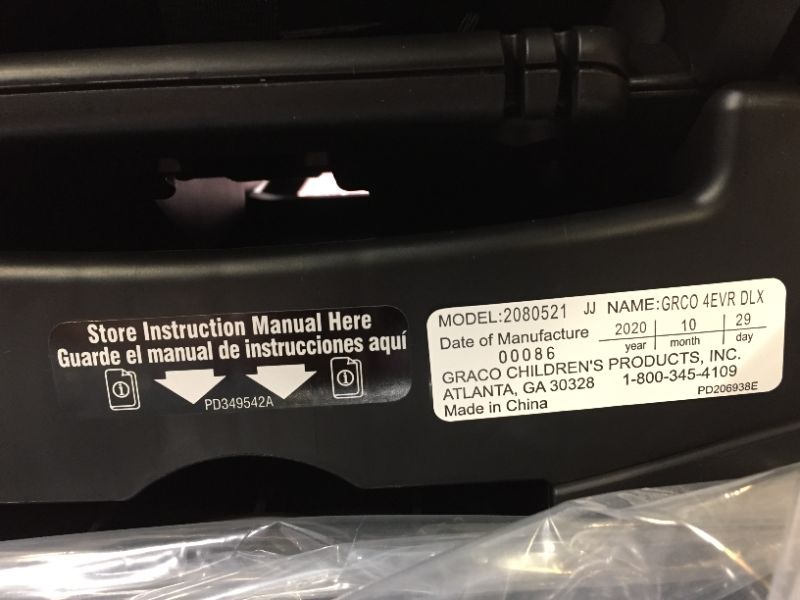 Store Instruction Manual Here
Guarde el manual de instrucciones aquí
PD349542A
MODEL:2080521 JJ NAME:GRCO 4EVR DLX
Date of Manufacture 2020 10 29
year month day
00086
GRACO CHILDREN'S PRODUCTS, INC.
ATLANTA, GA 30328 1-800-345-4109
Made in China PD206938E